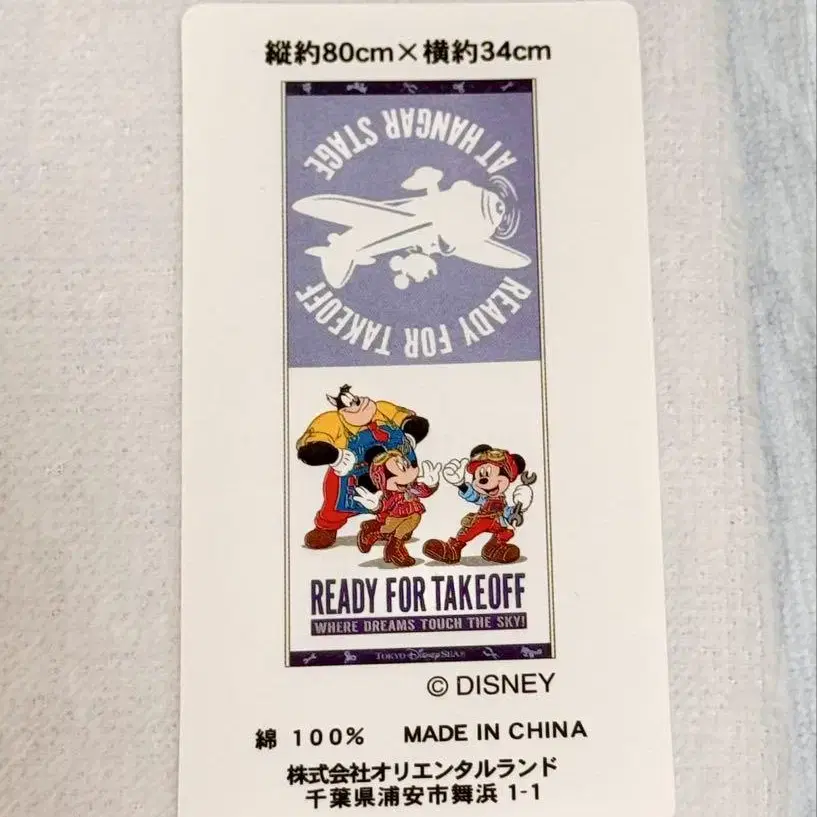 縦約80cm×横約34cm
AT HANGAR STAGE
READY FOR TAKEOFF
READY FOR TAKEOFF
WHERE DREAMS TOUCH THE SKY!
TOKYO DISNEYSEA®
© DISNEY
綿 100% MADE IN CHINA
株式会社オリエンタルランド
千葉県浦安市舞浜 1-1